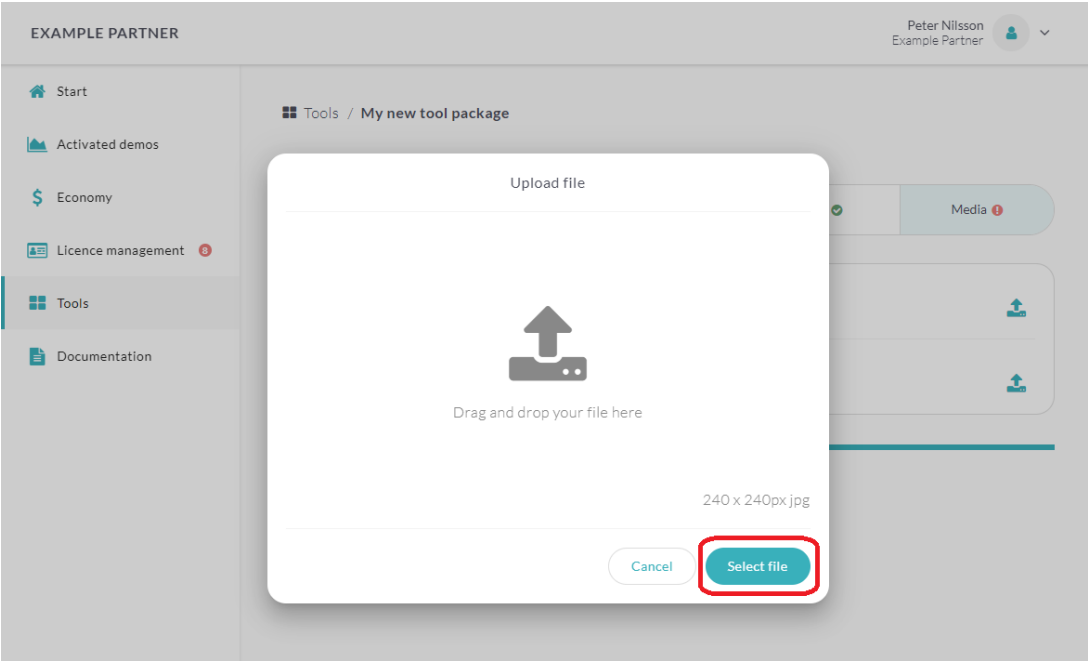 EXAMPLE PARTNER
Peter Nilsson
Example Partner
Start
Activated demos
Economy
Licence management 8
Tools
Documentation
Tools / My new tool package
Upload file
Media
Drag and drop your file here
240 x 240px jpg
Cancel
Select file